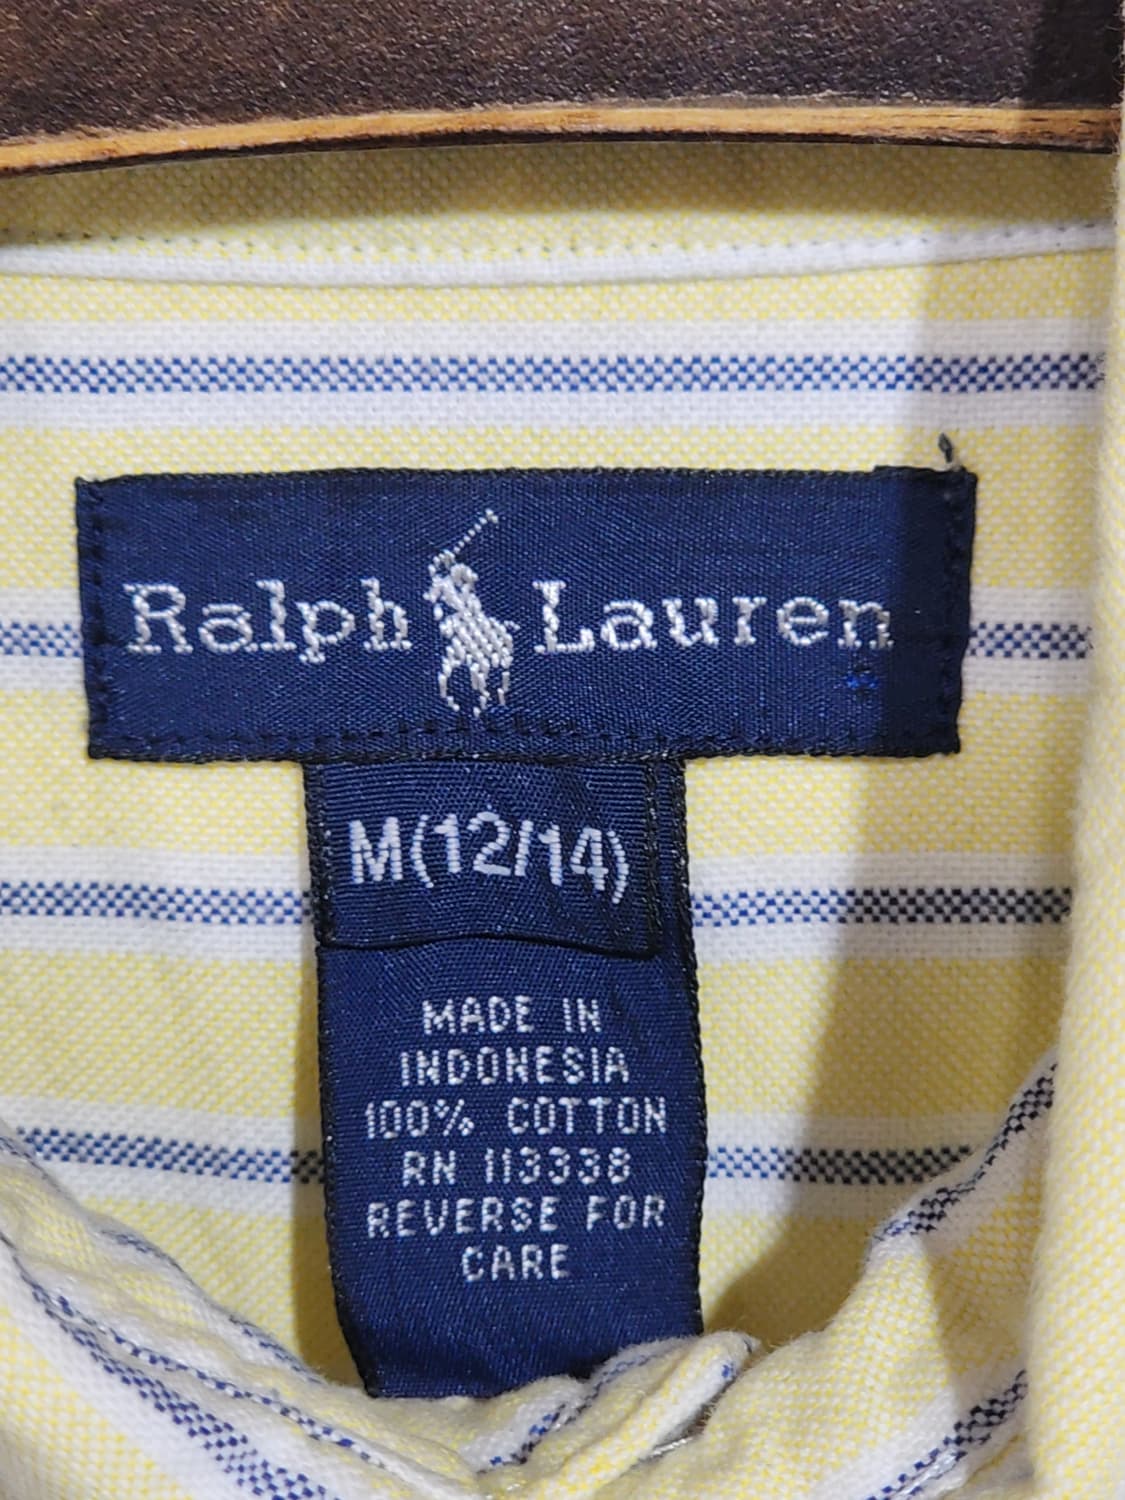 Ralph Lauren
M(12/14)
MADE IN
INDONESIA
100% COTTON
RN 113338
REVERSE FOR
CARE